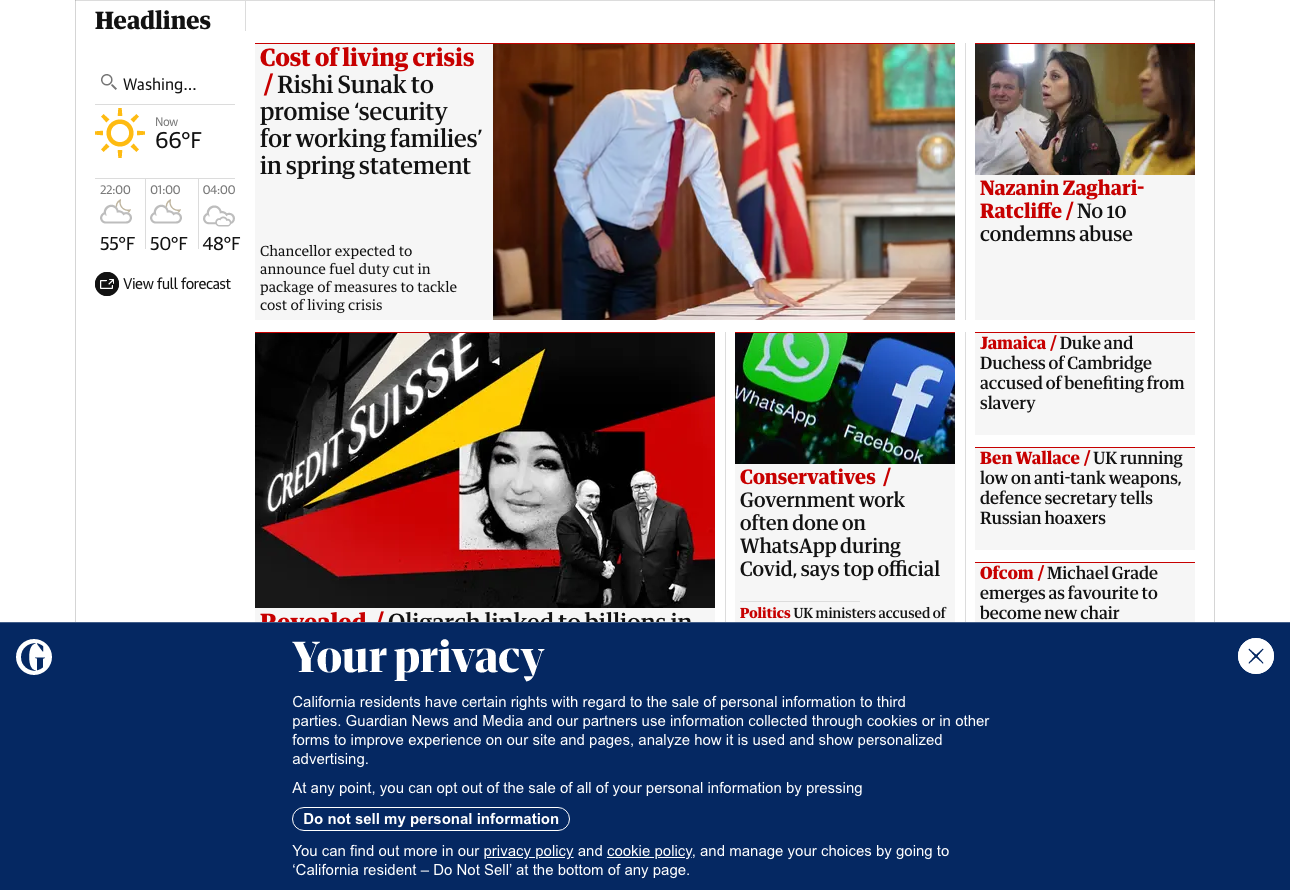 Headlines
Washing...
Now
66°F
22:00
01:00
04:00
55°F
50°F
48°F
View full forecast
Cost of living crisis
/ Rishi Sunak to
promise ‘security
for working families’
in spring statement
Chancellor expected to
announce fuel duty cut in
package of measures to tackle
cost of living crisis
Nazanin Zaghari-
Ratcliffe / No 10
condemns abuse
CREDIT SUISSE
Revealed / Oligarch linked to billions in
WhatsApp
Facebook
Conservatives /
Government work
often done on
WhatsApp during
Covid, says top official
Politics UK ministers accused of
Jamaica / Duke and
Duchess of Cambridge
accused of benefiting from
slavery
Ben Wallace / UK running
low on anti-tank weapons,
defence secretary tells
Russian hoaxers
Ofcom / Michael Grade
emerges as favourite to
become new chair
G
Your privacy
California residents have certain rights with regard to the sale of personal information to third
parties. Guardian News and Media and our partners use information collected through cookies or in other
forms to improve experience on our site and pages, analyze how it is used and show personalized
advertising.
At any point, you can opt out of the sale of all of your personal information by pressing
Do not sell my personal information
You can find out more in our privacy policy and cookie policy, and manage your choices by going to
‘California resident – Do Not Sell’ at the bottom of any page.